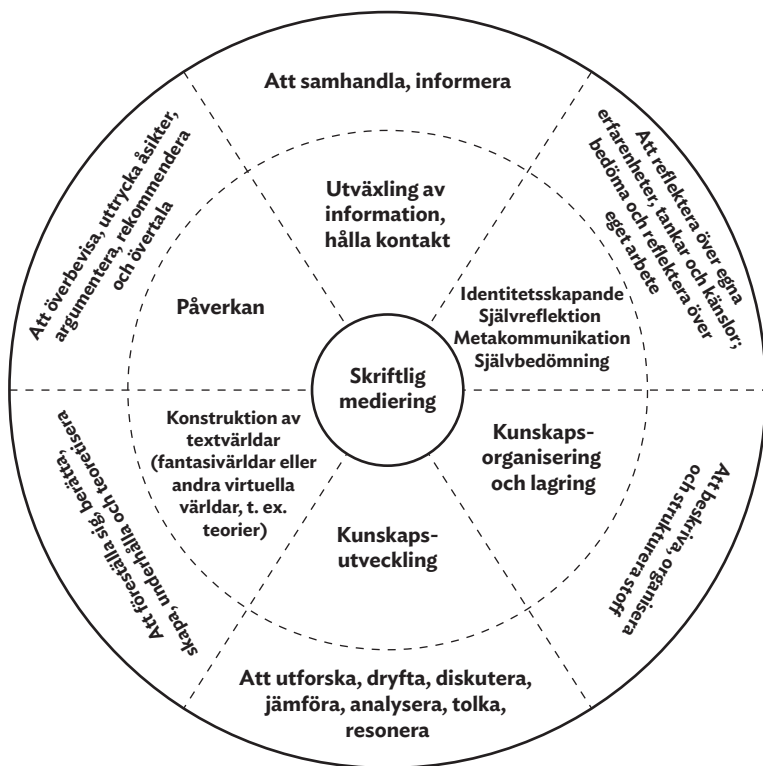 Att samhandla, informera
Att reflektera över egna
erfarenheter, tankar och känslor;
bedöma och reflektera över
eget arbete
Att beskriva, organisera
och strukturera stoff
Att utforska, dryfta, diskutera,
jämföra, analysera, tolka,
resonera
Att föreställa sig, berätta,
skapa, underhålla och teoretisera
Att överbevisa, uttrycka åsikter,
argumentera, rekommendera
och övertala
Utväxling av
information,
hålla kontakt
Identitetsskapande
Självreflektion
Metakommunikation
Självbedömning
Kunskaps-
organisering
och lagring
Kunskaps-
utveckling
Konstruktion av
textvärldar
(fantasivärldar eller
andra virtuella
världar, t. ex.
teorier)
Påverkan
Skriftlig
mediering